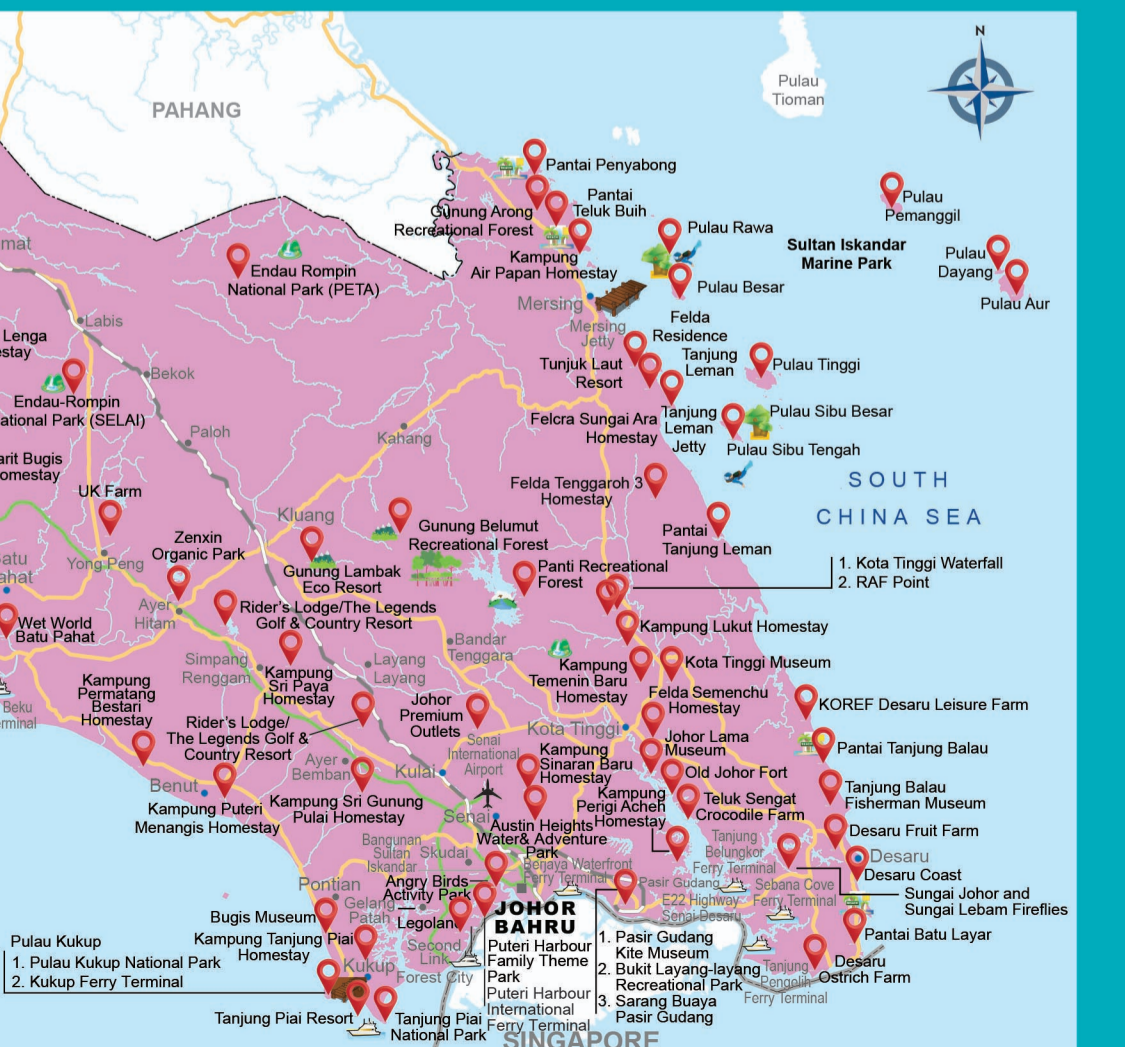 N
PAHANG
Pulau
Tioman
Pantai Penyabong
Pantai
Teluk Buih
Gunung Arong
Recreational Forest
Kampung
Air Papan Homestay
Pulau Rawa
Pulau Besar
Sultan Iskandar
Marine Park
Pulau
Pemanggil
Pulau
Dayang
Pulau Aur
Endau Rompin
National Park (PETA)
Mersing
Mersing
Jetty
Felda
Residence
Tanjung
Leman
Tunjuk Laut
Resort
Pulau Tinggi
mat
Labis
Lenga
estay
Bekok
Endau-Rompin
ational Park (SELAI)
Paloh
Kahang
Felcra Sungai Ara
Homestay
Tanjung
Leman
Jetty
Pulau Sibu Besar
Pulau Sibu Tengah
arit Bugis
omestay
UK Farm
Felda Tenggaroh 3
Homestay
SOUTH
CHINA SEA
Kluang
Gunung Belumut
Recreational Forest
Pantai
Tanjung Leman
Zenxin
Organic Park
Gunung Lambak
Eco Resort
Panti Recreational
Forest
1. Kota Tinggi Waterfall
2. RAF Point
Batu
ahat
Yong Peng
Ayer
Hitam
Rider's Lodge/The Legends
Golf & Country Resort
Wet World
Batu Pahat
Kampung Lukut Homestay
Bandar
Tenggara
Simpang
Renggam
Kampung
Sri Paya
Homestay
Layang
Layang
Kampung
Temenin Baru
Homestay
Kota Tinggi Museum
Kampung
Permatang
Bestari
Homestay
Beku
erminal
Felda Semenchu
Homestay
KOREF Desaru Leisure Farm
Rider's Lodge/
The Legends Golf &
Country Resort
Johor
Premium
Outlets
Kota Tinggi
Johor Lama
Museum
Pantai Tanjung Balau
Senai
International
Airport
Kampung
Sinaran Baru
Homestay
Ayer
Bemban
Kulai
Old Johor Fort
Benut
Kampung Puteri
Menangis Homestay
Kampung Sri Gunung
Pulai Homestay
Kampung
Perigi Acheh
Homestay
Teluk Sengat
Crocodile Farm
Tanjung Balau
Fisherman Museum
Senai
Austin Heights
Water& Adventure
Park
Desaru Fruit Farm
Bangunan
Sultan
Iskandar
Skudai
Berjaya Waterfront
Ferry Terminal
Tanjung
Belungkor
Ferry Terminal
Desaru
Desaru Coast
Angry Birds
Activity Park
Pasir Gudang
E22 Highway
Senai Desaru
Sebana Cove
Ferry Terminal
Sungai Johor and
Sungai Lebam Fireflies
Pontian
Gelang
Patah
Legoland
JOHOR
BAHRU
Bugis Museum
Pantai Batu Layar
Kampung Tanjung Piai
Homestay
Second
Link
Puteri Harbour
Family Theme
Park
Puteri Harbour
International
Ferry Terminal
1. Pasir Gudang
Kite Museum
2. Bukit Layang-layang
Recreational Park
3. Sarang Buaya
Pasir Gudang
Pulau Kukup
1. Pulau Kukup National Park
2. Kukup Ferry Terminal
Kukup
Forest City
Tanjung
Pengelih
Ferry Terminal
Desaru
Ostrich Farm
Tanjung Piai Resort
Tanjung Piai
National Park
SINGAPORE